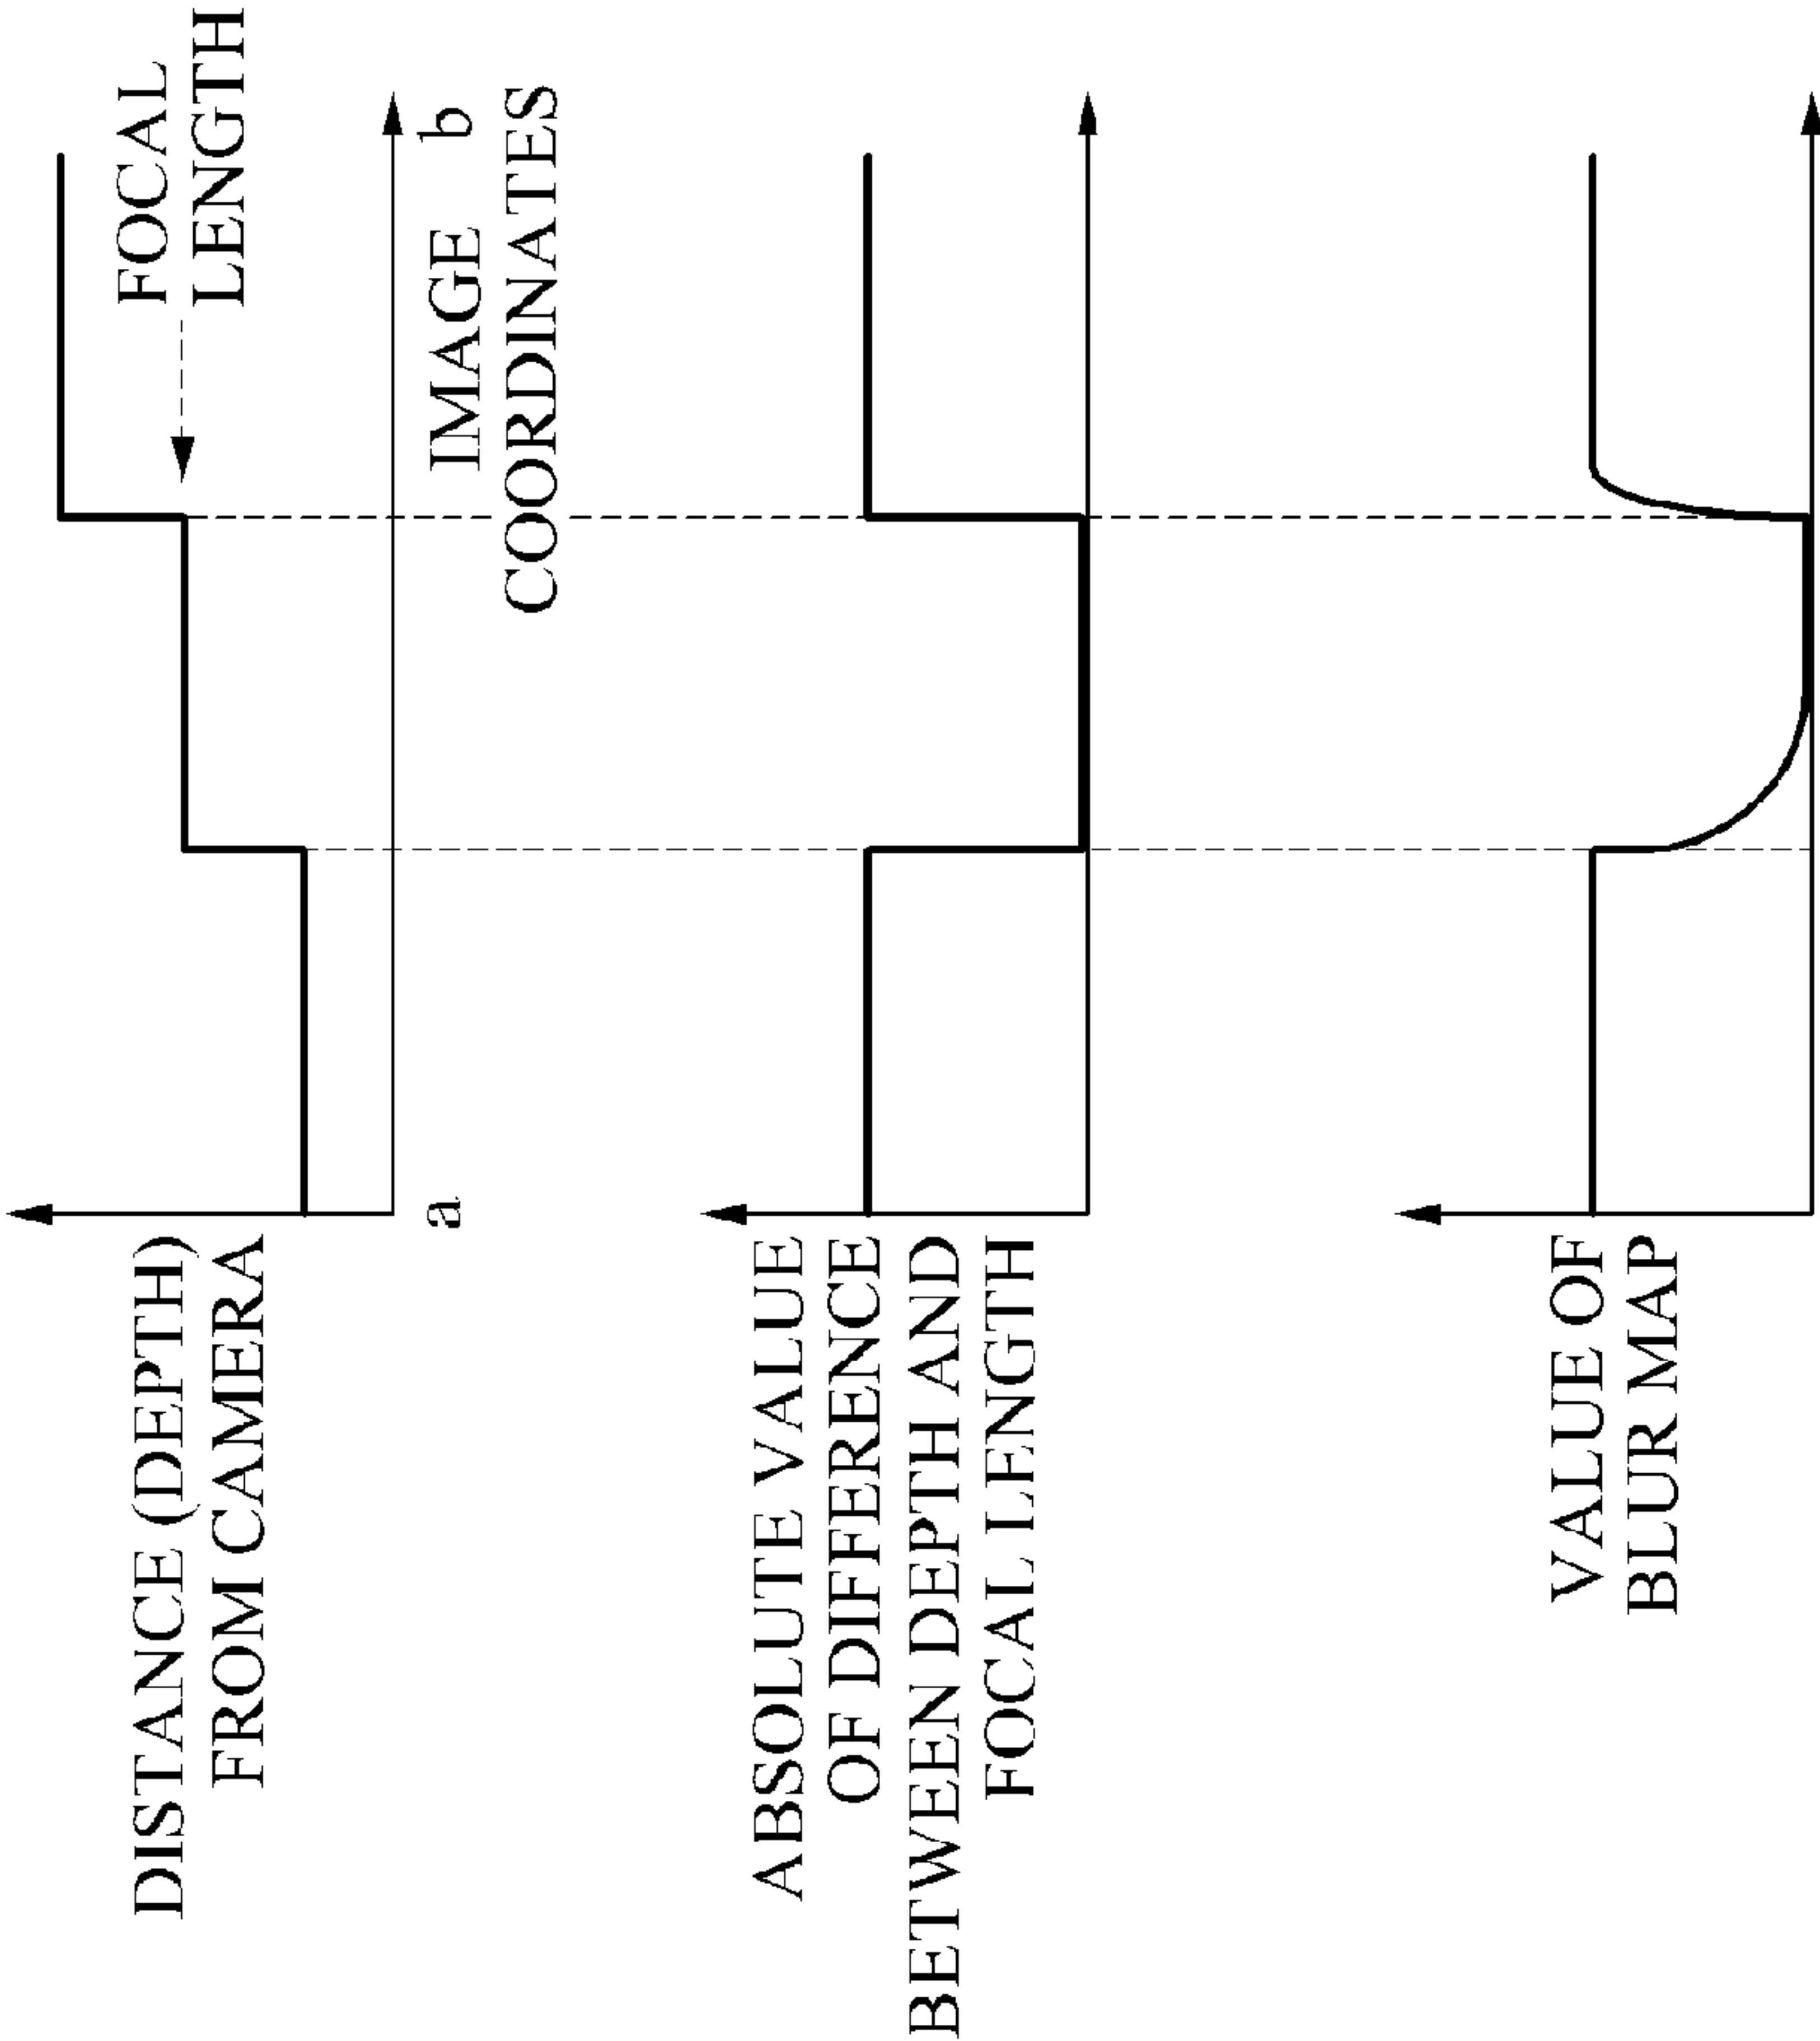 DISTANCE (DEPTH)
FROM CAMERA
FOCAL
LENGTH
a
b
IMAGE
COORDINATES
ABSOLUTE VALUE
OF DIFFERENCE
BETWEEN DEPTH AND
FOCAL LENGTH
VALUE OF
BLUR MAP